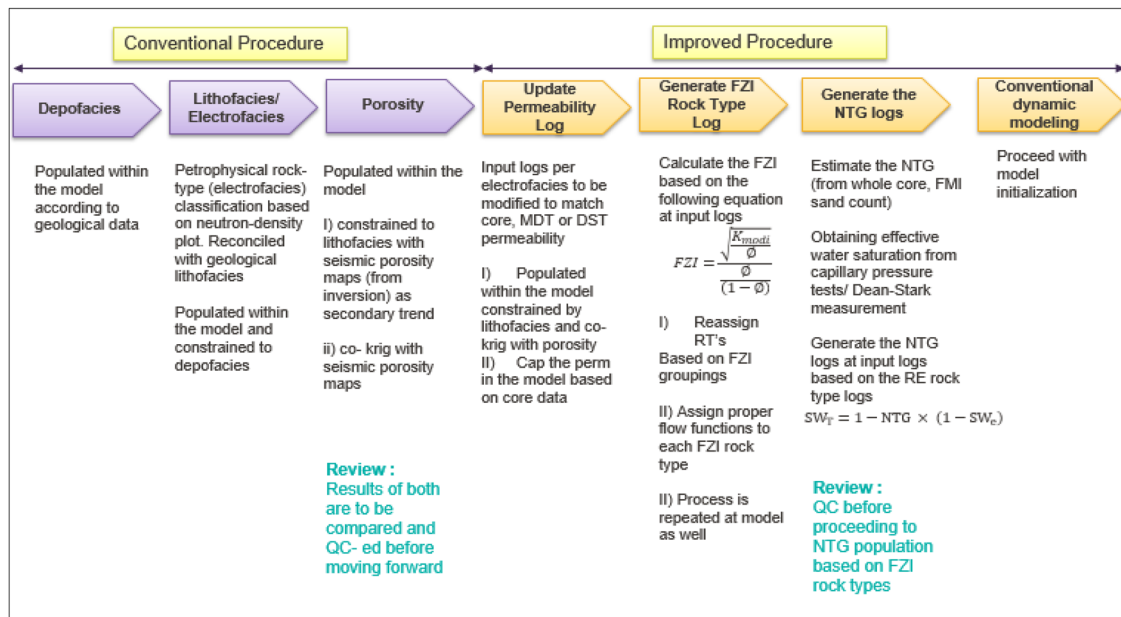 Conventional Procedure
Improved Procedure
Depofacies
Lithofacies/
Electrofacies
Porosity
Update
Permeability
Log
Generate FZI
Rock Type
Log
Generate the
NTG logs
Conventional
dynamic
modeling
Populated within
the model
according to
geological data
Petrophysical rock-
type (electrofacies)
classification based
on neutron-density
plot. Reconciled
with geological
lithofacies
Populated within
the model and
constrained to
depofacies
Populated within the
model
I) constrained to
lithofacies with
seismic porosity
maps (from
inversion) as
secondary trend
ii) co- krig with
seismic porosity
maps
Review :
Results of both
are to be
compared and
QC- ed before
moving forward
Input logs per
electrofacies to be
modified to match
core, MDT or DST
permeability
I) Populated
within the model
constrained by
lithofacies and co-
krig with porosity
II) Cap the perm
in the model based
on core data
Calculate the FZI
based on the
following equation
at input logs
FZI = √(K_modi/∅) / (∅/(1 − ∅))
I) Reassign
RT's
Based on FZI
groupings
II) Assign proper
flow functions to
each FZI rock
type
II) Process is
repeated at model
as well
Estimate the NTG
(from whole core, FMI
sand count)
Obtaining effective
water saturation from
capillary pressure
tests/ Dean-Stark
measurement
Generate the NTG
logs at input logs
based on the RE rock
type logs
SW_T = 1 − NTG × (1 − SW_e)
Review :
QC before
proceeding to
NTG population
based on FZI
rock types
Proceed with
model
initialization